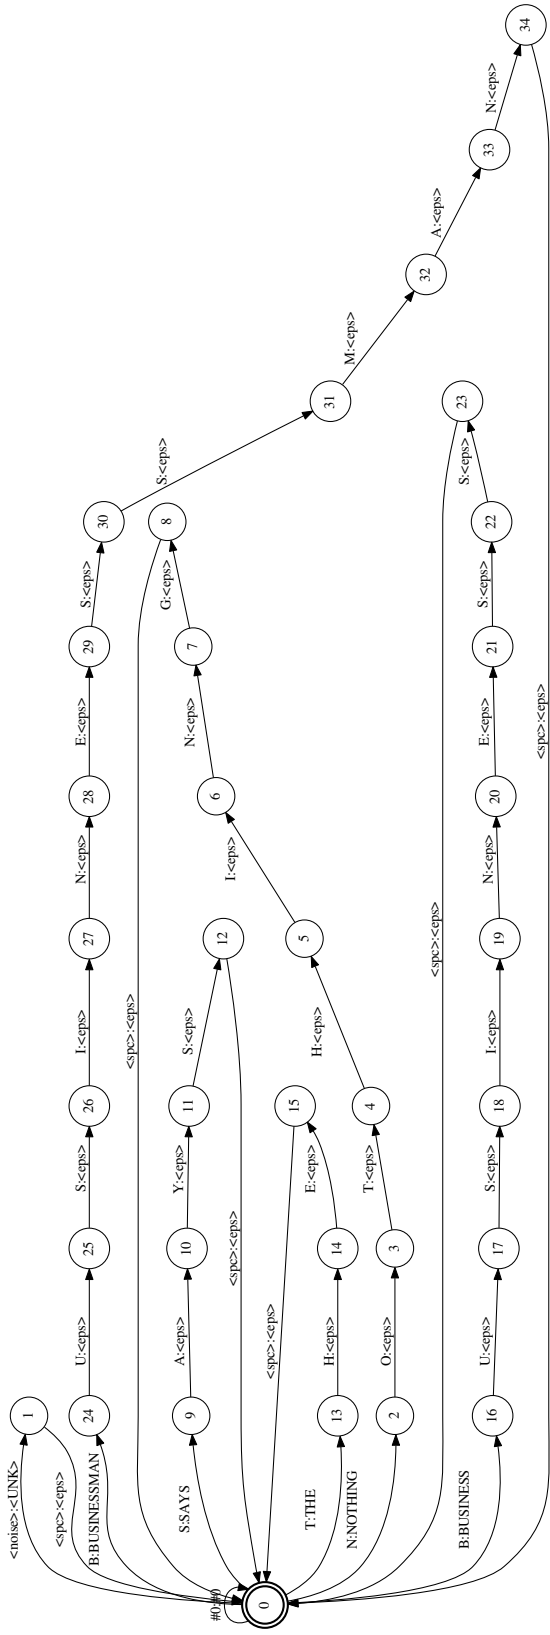 0
#0:#0
<noise>:<UNK>
1
<spc>:<eps>
B:BUSINESSMAN
24
U:<eps>
25
S:<eps>
26
I:<eps>
27
N:<eps>
28
E:<eps>
29
S:<eps>
30
S:<eps>
31
M:<eps>
32
A:<eps>
33
N:<eps>
34
<spc>:<eps>
S:SAYS
9
A:<eps>
10
Y:<eps>
11
S:<eps>
12
<spc>:<eps>
T:THE
13
H:<eps>
14
E:<eps>
15
<spc>:<eps>
N:NOTHING
2
O:<eps>
3
T:<eps>
4
H:<eps>
5
I:<eps>
6
N:<eps>
7
G:<eps>
8
<spc>:<eps>
B:BUSINESS
16
U:<eps>
17
S:<eps>
18
I:<eps>
19
N:<eps>
20
E:<eps>
21
S:<eps>
22
S:<eps>
23
<spc>:<eps>